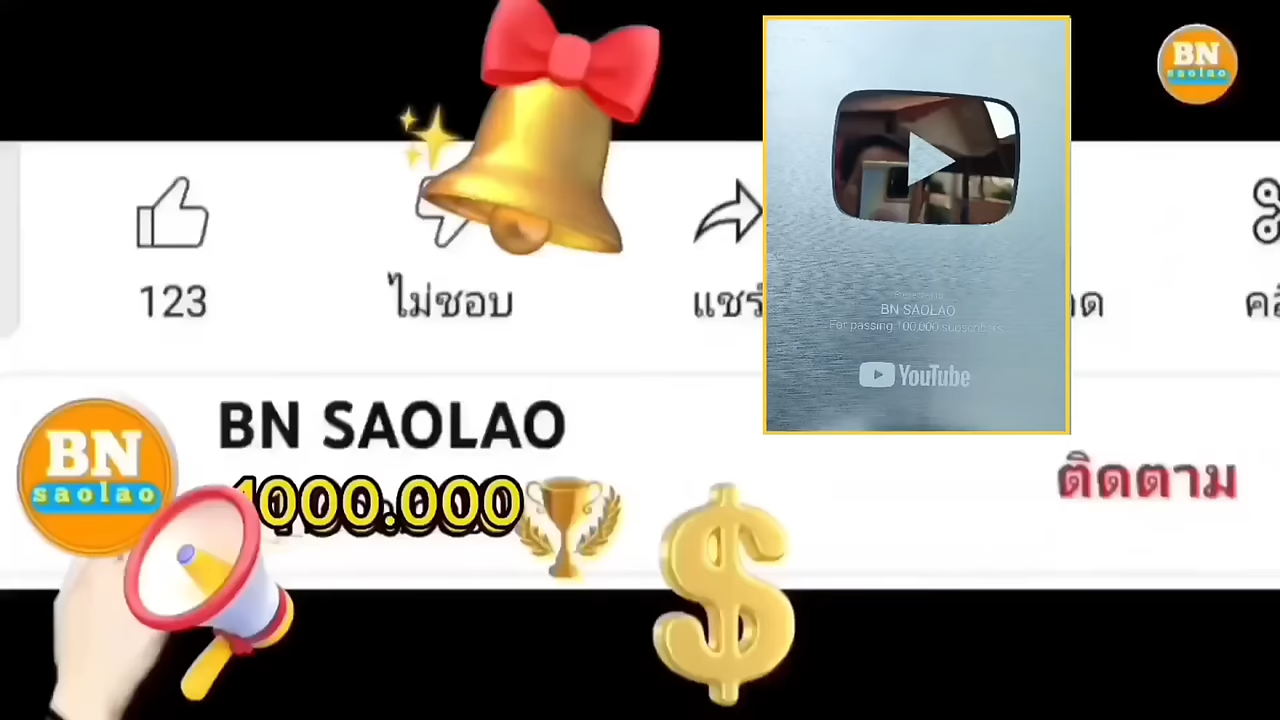 BN
saolao
123
ไม่ชอบ
แชร์
BN SAOLAO
For passing 100,000 subscribers
YouTube
BN SAOLAO
BN
saolao
1000.000
ติดตาม